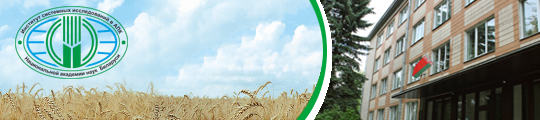 Институт системных исследований в АПК
Национальной академии наук Беларуси